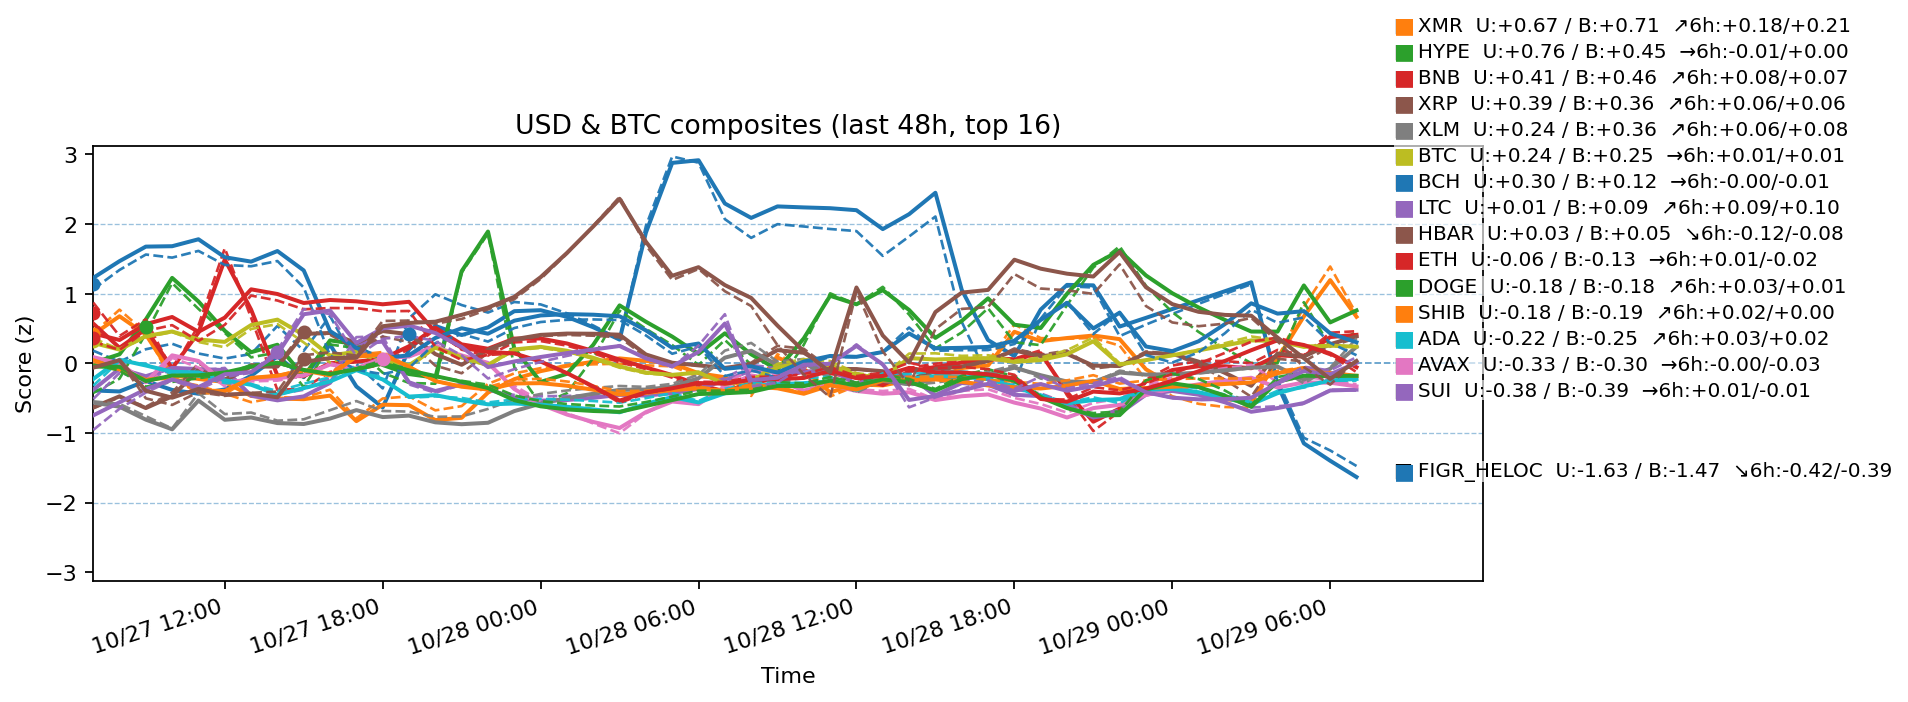 XMR  U:+0.67 / B:+0.71  ↗6h:+0.18/+0.21
HYPE  U:+0.76 / B:+0.45  →6h:-0.01/+0.00
BNB  U:+0.41 / B:+0.46  ↗6h:+0.08/+0.07
XRP  U:+0.39 / B:+0.36  ↗6h:+0.06/+0.06
XLM  U:+0.24 / B:+0.36  ↗6h:+0.06/+0.08
BTC  U:+0.24 / B:+0.25  →6h:+0.01/+0.01
BCH  U:+0.30 / B:+0.12  →6h:-0.00/-0.01
LTC  U:+0.01 / B:+0.09  ↗6h:+0.09/+0.10
HBAR  U:+0.03 / B:+0.05  ↘6h:-0.12/-0.08
ETH  U:-0.06 / B:-0.13  →6h:+0.01/-0.02
DOGE  U:-0.18 / B:-0.18  ↗6h:+0.03/+0.01
SHIB  U:-0.18 / B:-0.19  ↗6h:+0.02/+0.00
ADA  U:-0.22 / B:-0.25  ↗6h:+0.03/+0.02
AVAX  U:-0.33 / B:-0.30  →6h:-0.00/-0.03
SUI  U:-0.38 / B:-0.39  →6h:+0.01/-0.01
FIGR_HELOC  U:-1.63 / B:-1.47  ↘6h:-0.42/-0.39
USD & BTC composites (last 48h, top 16)
Score (z)
3
2
1
0
−1
−2
−3
10/27 12:00
10/27 18:00
10/28 00:00
10/28 06:00
10/28 12:00
10/28 18:00
10/29 00:00
10/29 06:00
Time